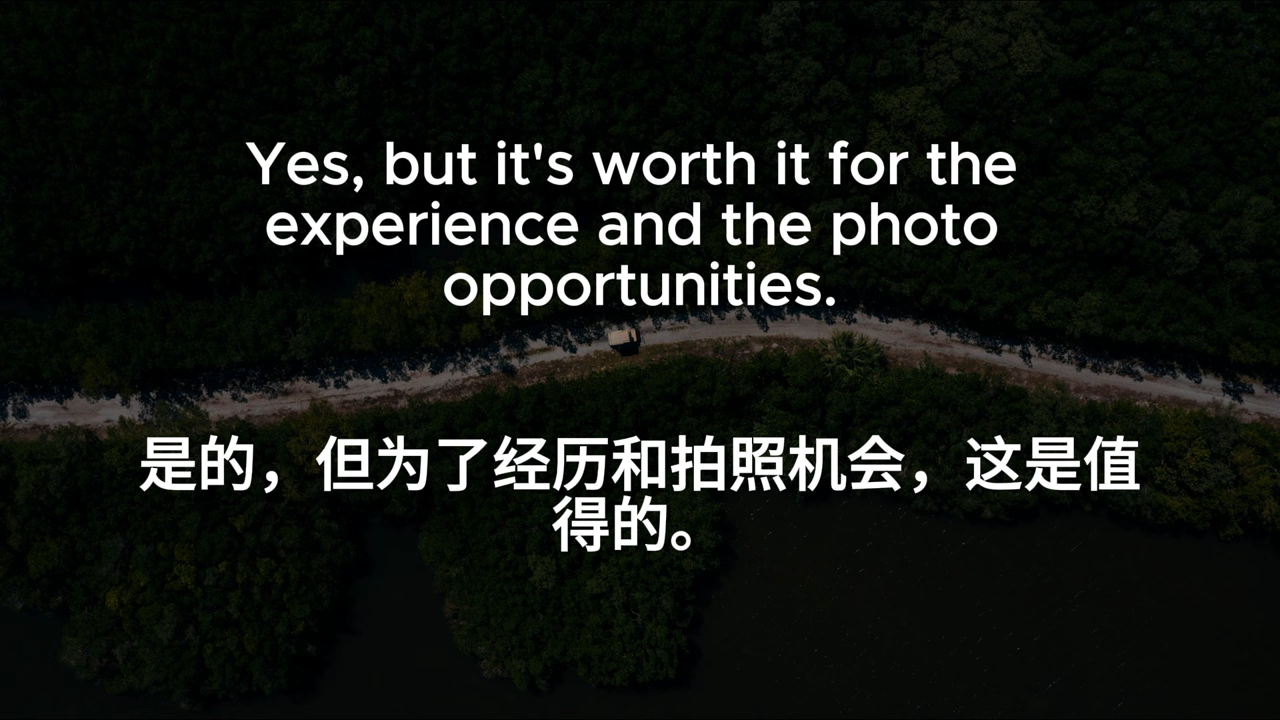 Yes, but it's worth it for the
experience and the photo
opportunities.
是的，但为了经历和拍照机会，这是值
得的。